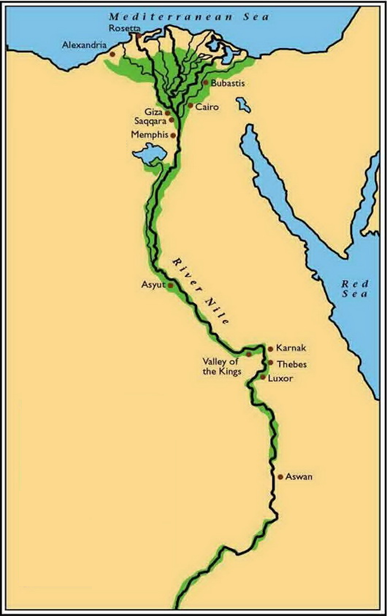 Mediterranean Sea
Rosetta
Alexandria
Bubastis
Cairo
Giza
Saqqara
Memphis
River Nile
Red
Sea
Asyut
Karnak
Valley of
the Kings
Thebes
Luxor
Aswan